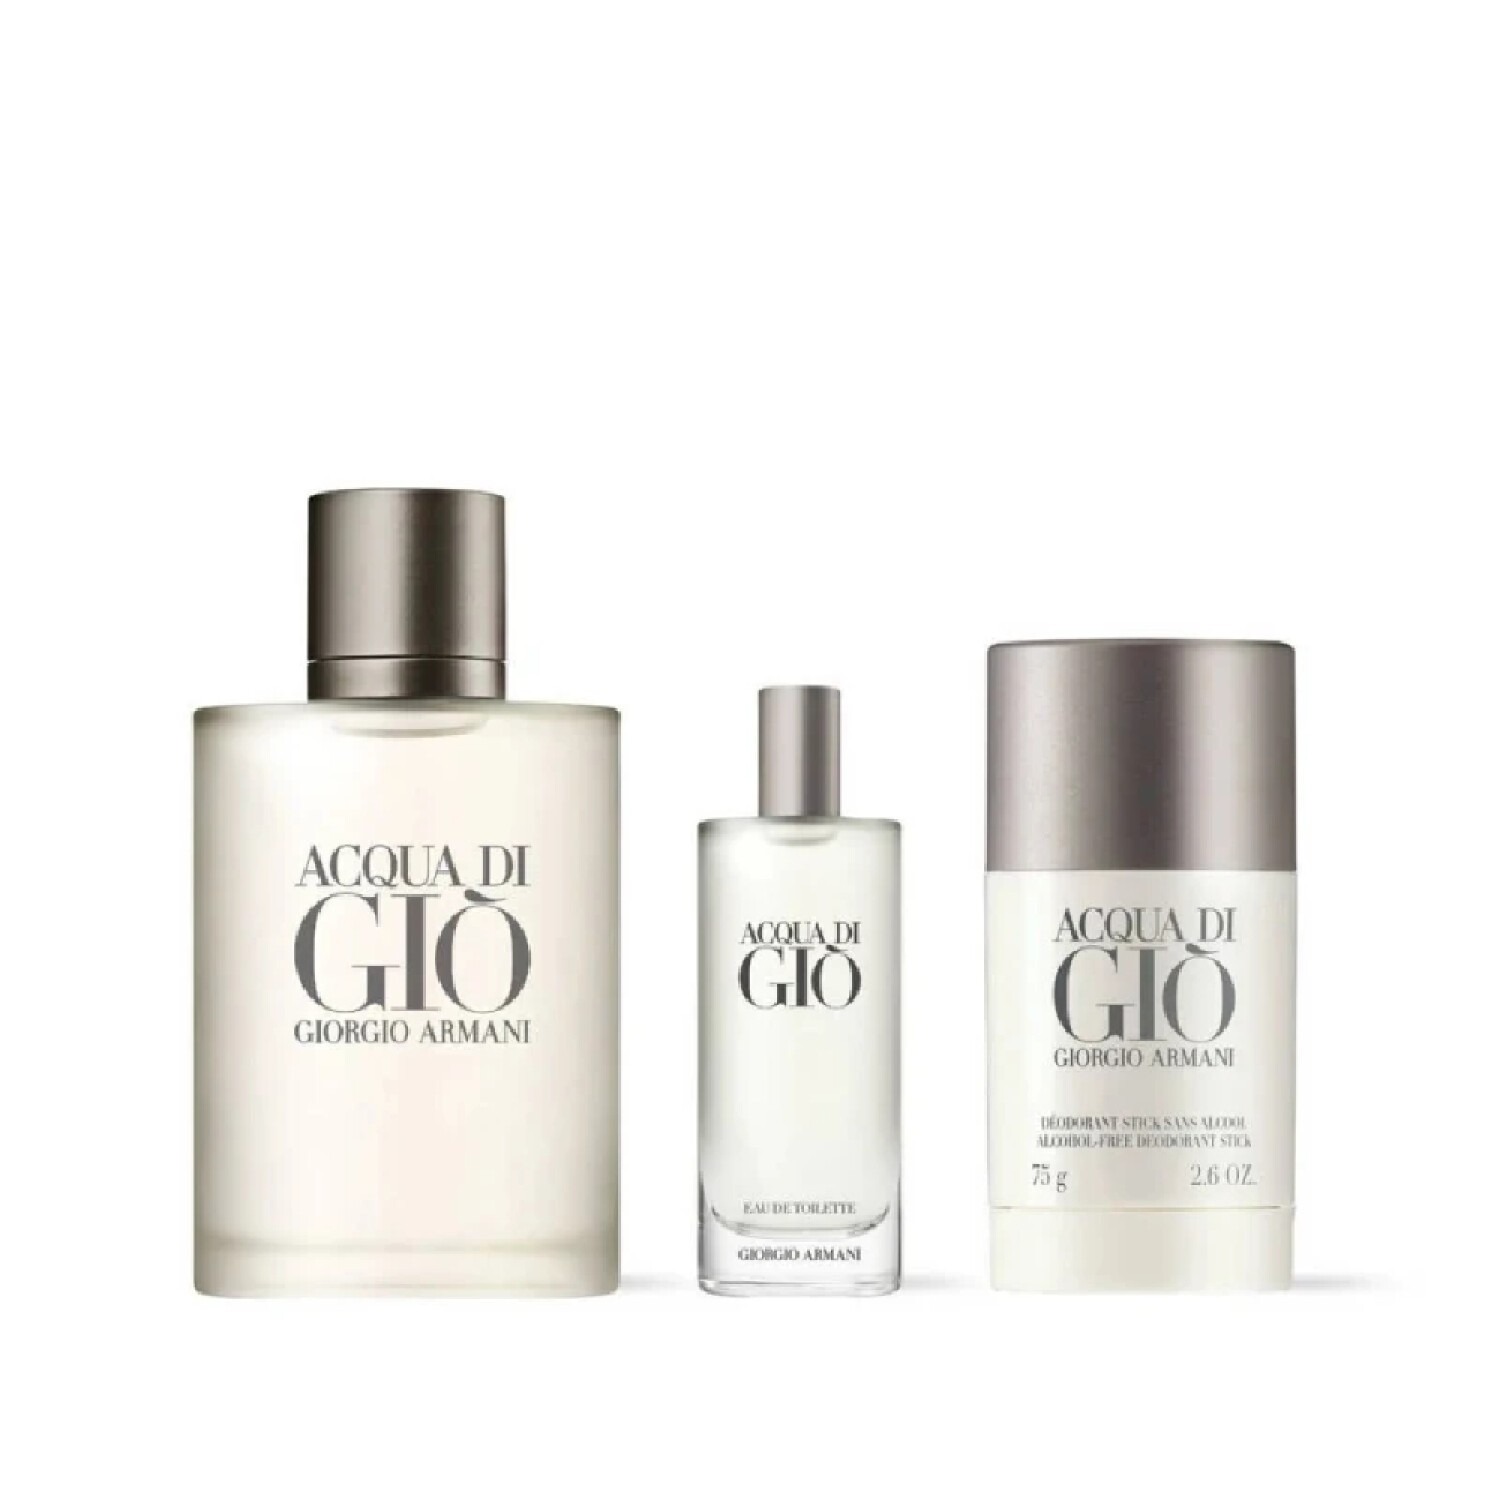 ACQUA DI
GIÒ
GIORGIO ARMANI
ACQUA DI
GIÒ
EAU DE TOILETTE
GIORGIO ARMANI
ACQUA DI
GIÒ
GIORGIO ARMANI
DÉODORANT STICK SANS ALCOOL
ALCOHOL-FREE DEODORANT STICK
75 g 2.6 OZ.